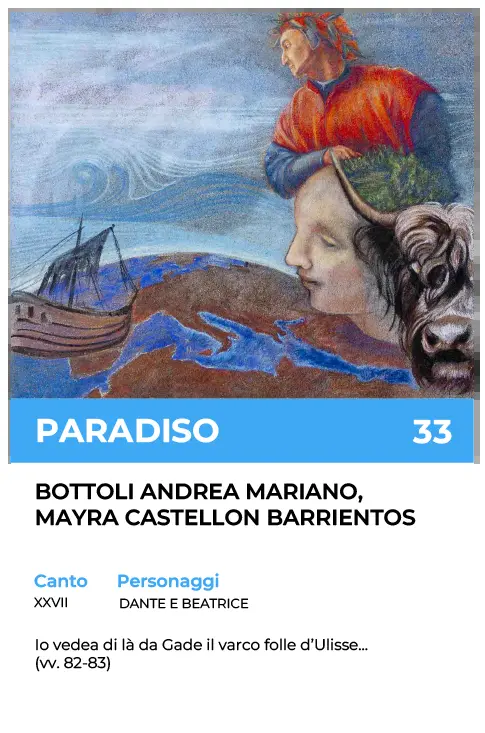 PARADISO 33
BOTTOLI ANDREA MARIANO,
MAYRA CASTELLON BARRIENTOS
Canto Personaggi
XXVII DANTE E BEATRICE
Io vedea di là da Gade il varco folle d’Ulisse...
(vv. 82-83)